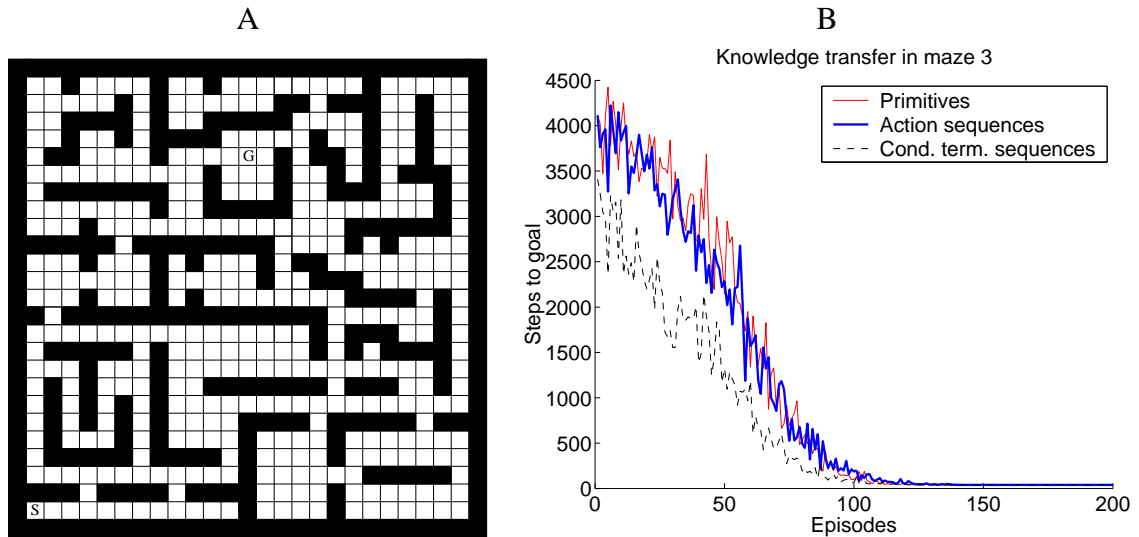 A
B
G
S
Knowledge transfer in maze 3
Steps to goal
4500
4000
3500
3000
2500
2000
1500
1000
500
0
Primitives
Action sequences
Cond. term. sequences
0
50
100
150
200
Episodes